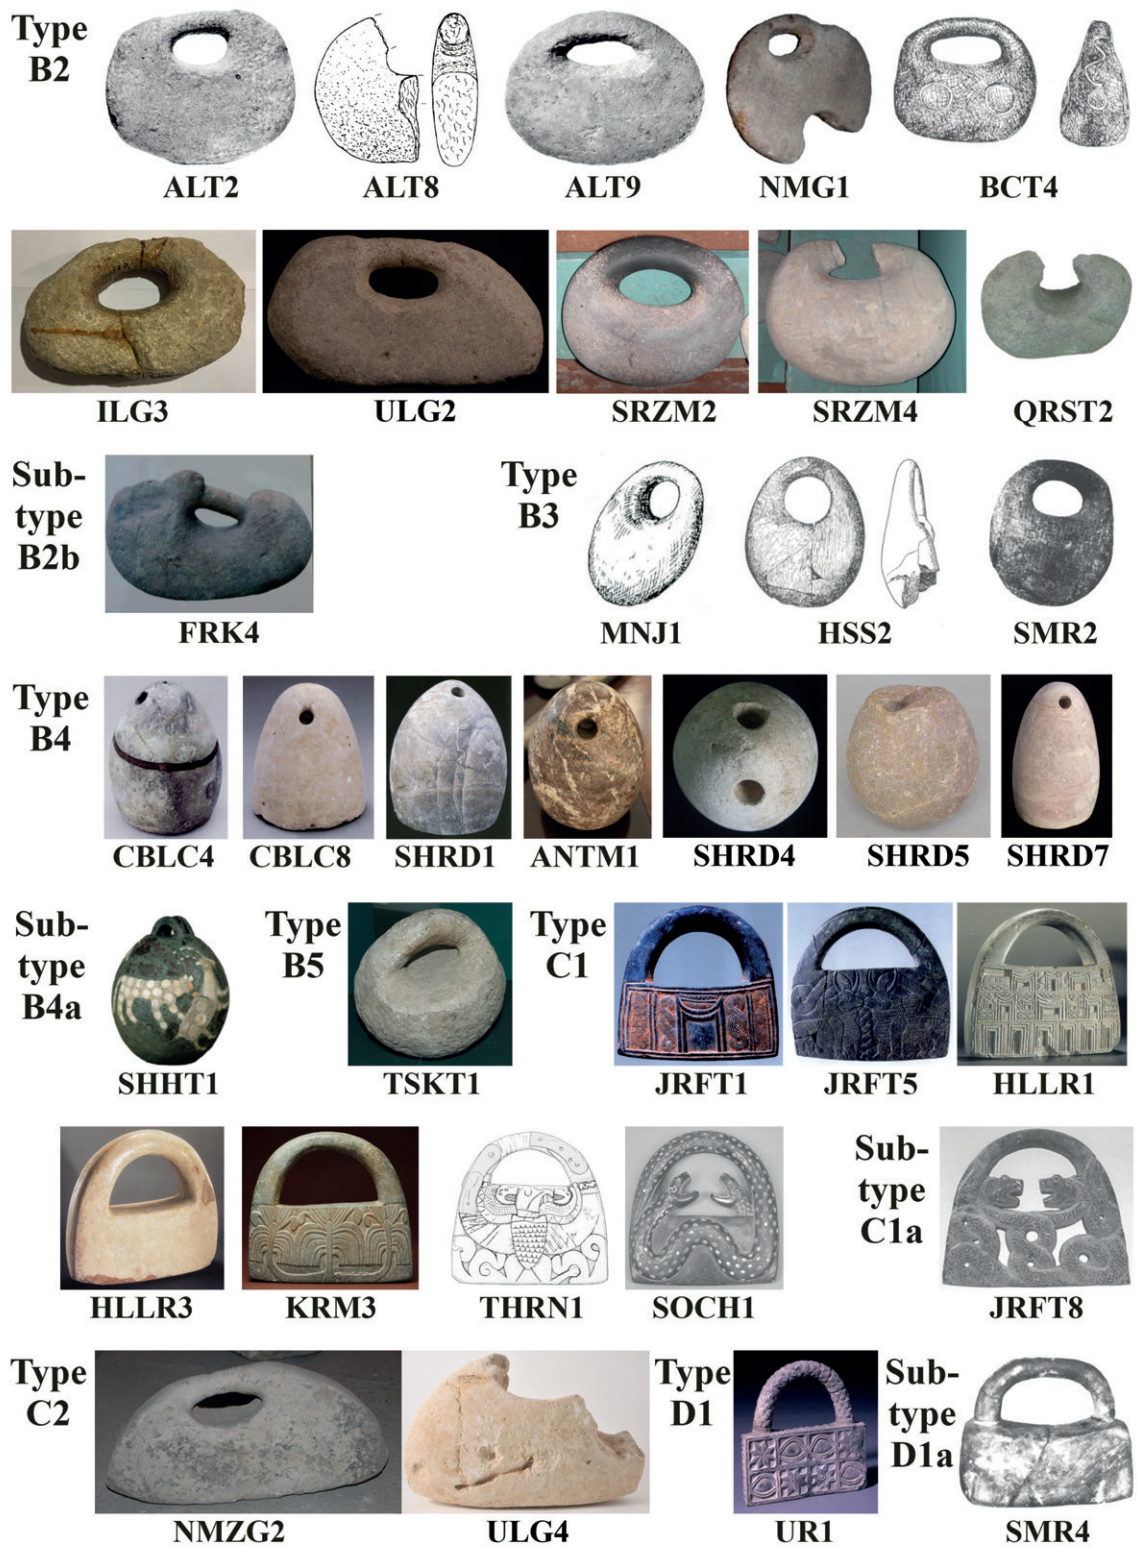 Type
B2
ALT2
ALT8
ALT9
NMG1
BCT4
ILG3
ULG2
SRZM2
SRZM4
QRST2
Sub-
type
B2b
FRK4
Type
B3
MNJ1
HSS2
SMR2
Type
B4
CBLC4
CBLC8
SHRD1
ANTM1
SHRD4
SHRD5
SHRD7
Sub-
type
B4a
SHHT1
Type
B5
TSKT1
Type
C1
JRFT1
JRFT5
HLLR1
HLLR3
KRM3
THRN1
SOCH1
Sub-
type
C1a
JRFT8
Type
C2
NMZG2
ULG4
Type
D1
UR1
Sub-
type
D1a
SMR4